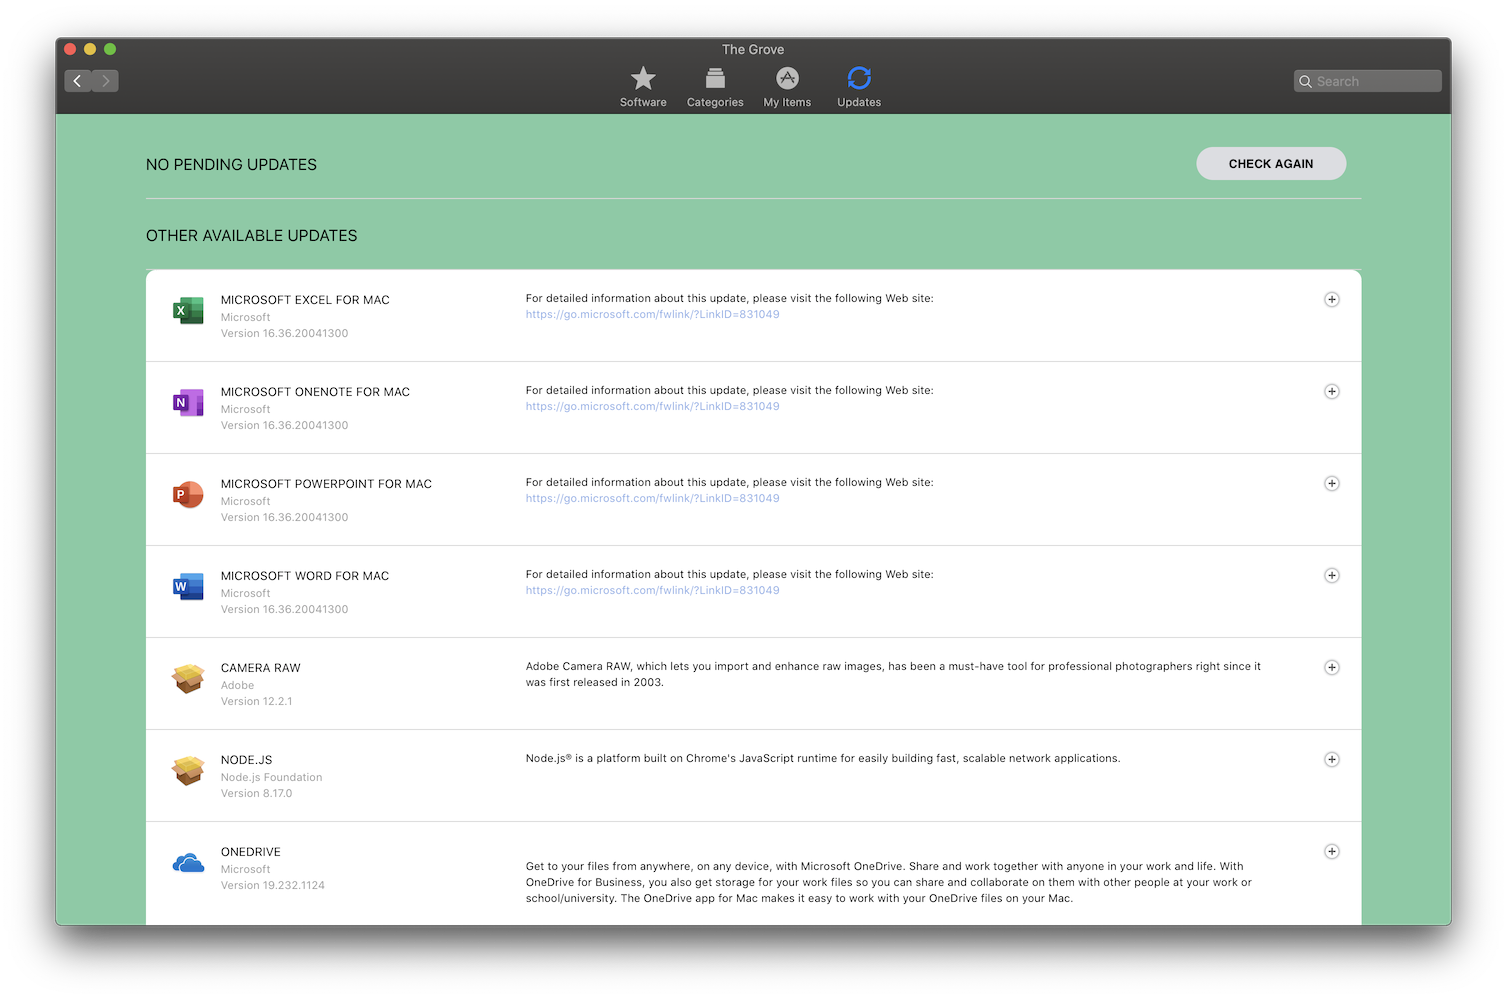 The Grove
Software
Categories
My Items
Updates
Search
NO PENDING UPDATES
CHECK AGAIN
OTHER AVAILABLE UPDATES
X
MICROSOFT EXCEL FOR MAC
Microsoft
Version 16.36.20041300
For detailed information about this update, please visit the following Web site:
https://go.microsoft.com/fwlink/?LinkID=831049
N
MICROSOFT ONENOTE FOR MAC
Microsoft
Version 16.36.20041300
For detailed information about this update, please visit the following Web site:
https://go.microsoft.com/fwlink/?LinkID=831049
P
MICROSOFT POWERPOINT FOR MAC
Microsoft
Version 16.36.20041300
For detailed information about this update, please visit the following Web site:
https://go.microsoft.com/fwlink/?LinkID=831049
W
MICROSOFT WORD FOR MAC
Microsoft
Version 16.36.20041300
For detailed information about this update, please visit the following Web site:
https://go.microsoft.com/fwlink/?LinkID=831049
CAMERA RAW
Adobe
Version 12.2.1
Adobe Camera RAW, which lets you import and enhance raw images, has been a must-have tool for professional photographers right since it
was first released in 2003.
NODE.JS
Node.js Foundation
Version 8.17.0
Node.js® is a platform built on Chrome's JavaScript runtime for easily building fast, scalable network applications.
ONEDRIVE
Microsoft
Version 19.232.1124
Get to your files from anywhere, on any device, with Microsoft OneDrive. Share and work together with anyone in your work and life. With
OneDrive for Business, you also get storage for your work files so you can share and collaborate on them with other people at your work or
school/university. The OneDrive app for Mac makes it easy to work with your OneDrive files on your Mac.